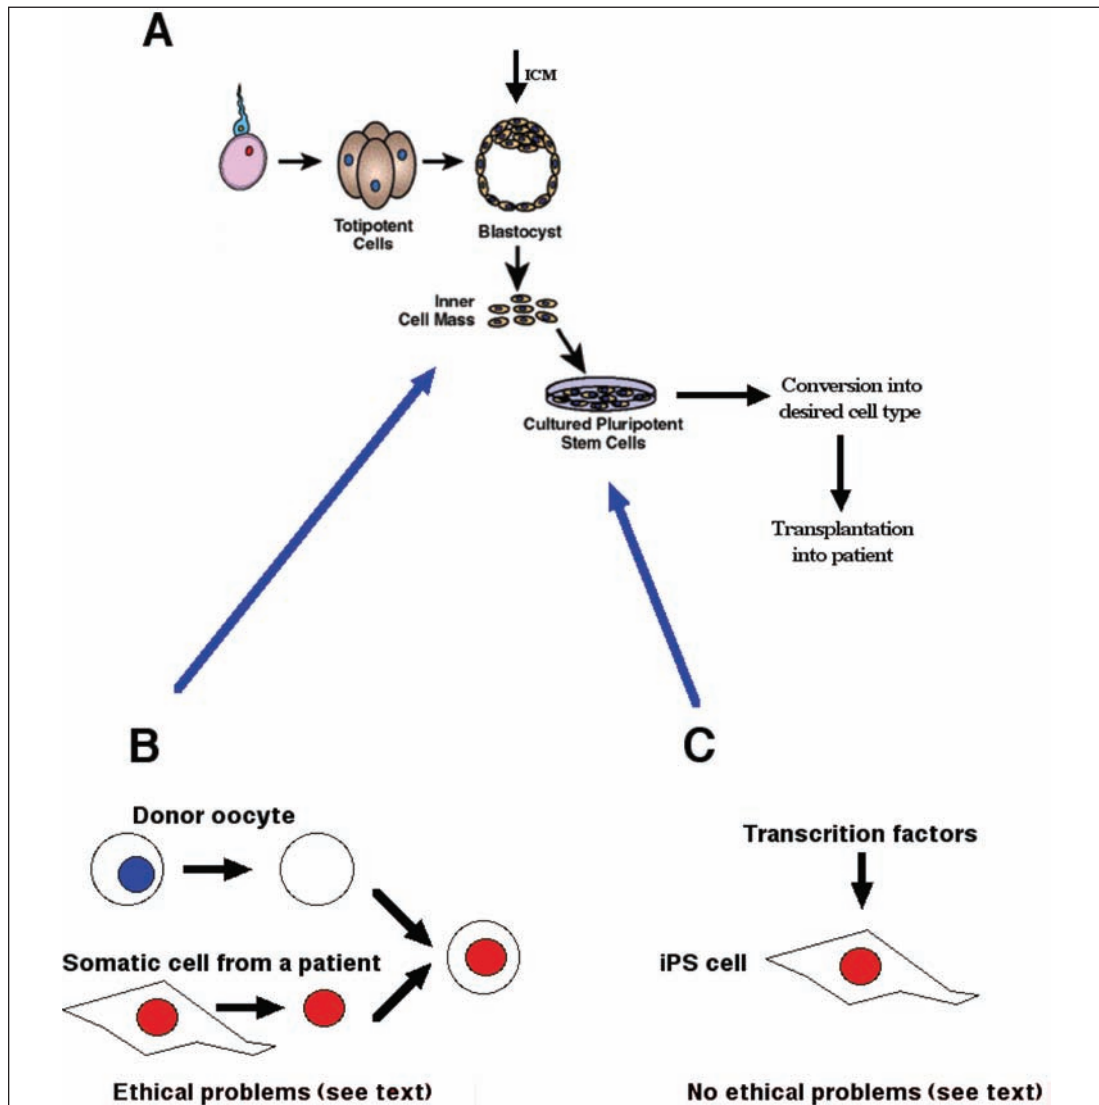 A
ICM
Totipotent
Cells
Blastocyst
Inner
Cell Mass
Cultured Pluripotent
Stem Cells
Conversion into
desired cell type
Transplantation
into patient
B
Donor oocyte
Somatic cell from a patient
Ethical problems (see text)
C
Transcrition factors
iPS cell
No ethical problems (see text)